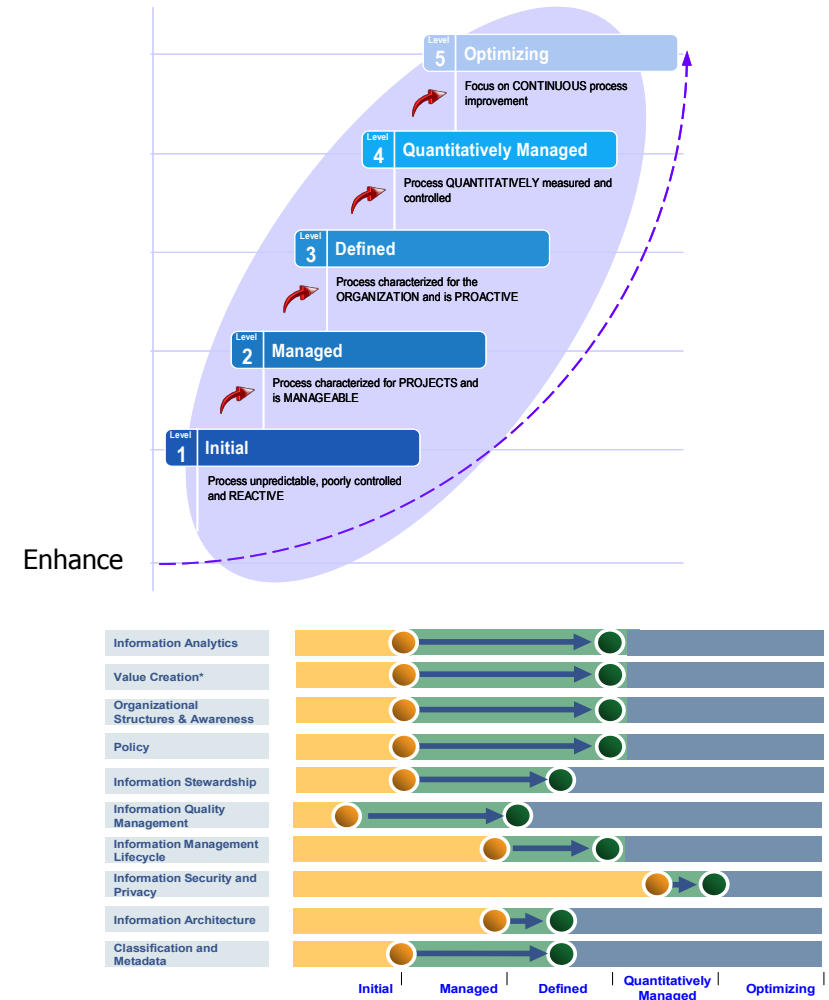 Level
5
Optimizing
Focus on CONTINUOUS process
improvement
Level
4
Quantitatively Managed
Process QUANTITATIVELY measured and
controlled
Level
3
Defined
Process characterized for the
ORGANIZATION and is PROACTIVE
Level
2
Managed
Process characterized for PROJECTS and
is MANAGEABLE
Level
1
Initial
Process unpredictable, poorly controlled
and REACTIVE
Enhance
Information Analytics
Value Creation*
Organizational
Structures & Awareness
Policy
Information Stewardship
Information Quality
Management
Information Management
Lifecycle
Information Security and
Privacy
Information Architecture
Classification and
Metadata
Initial
Managed
Defined
Quantitatively
Managed
Optimizing